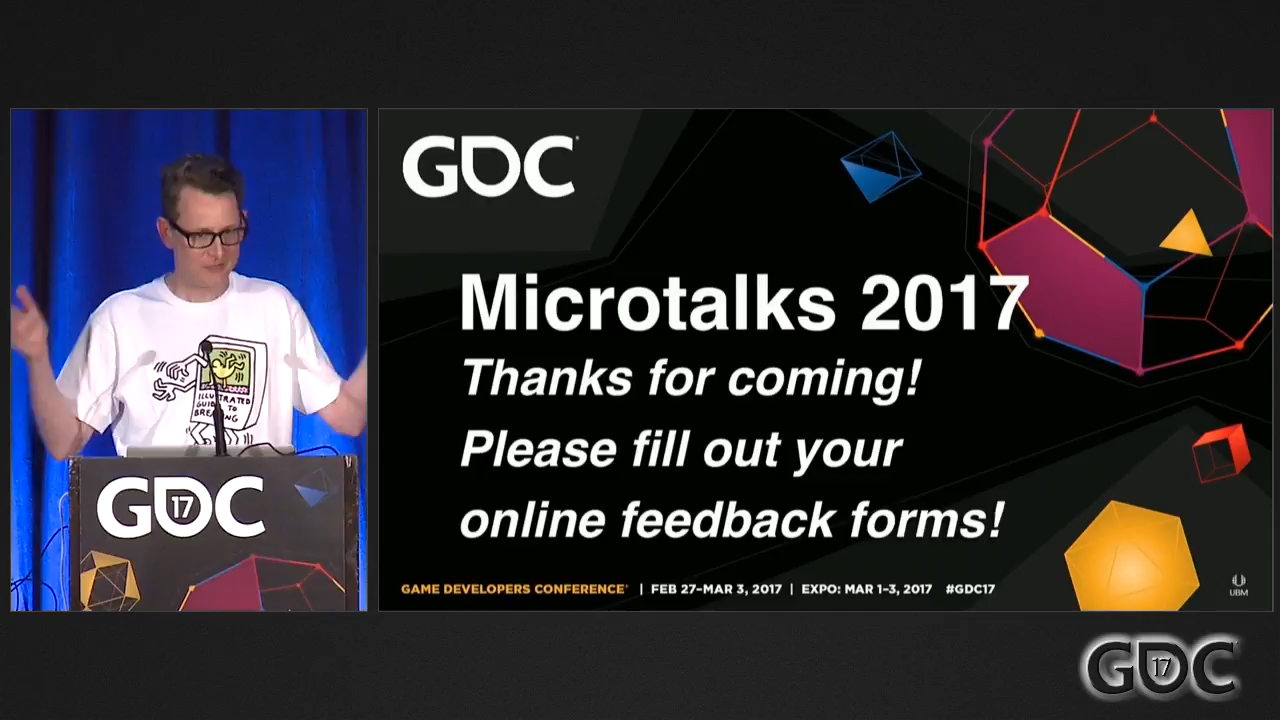 ILLUSTRATED
GUIDE TO
BREAKING
GDC
17
GDC
Microtalks 2017
Thanks for coming!
Please fill out your
online feedback forms!
GAME DEVELOPERS CONFERENCE® | FEB 27–MAR 3, 2017 | EXPO: MAR 1–3, 2017 #GDC17
UBM
GDC
17